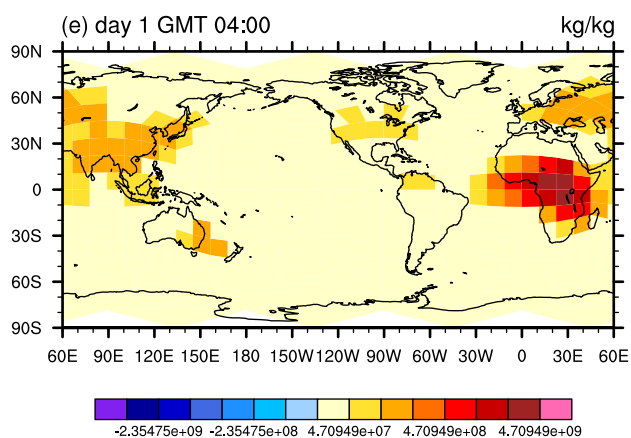 (e) day 1 GMT 04:00 kg/kg
90N
60N
30N
0
30S
60S
90S
60E 90E 120E 150E 180E 150W 120W 90W 60W 30W 0 30E 60E
-2.35475e+09 -2.35475e+08 4.70949e+07 4.70949e+08 4.70949e+09